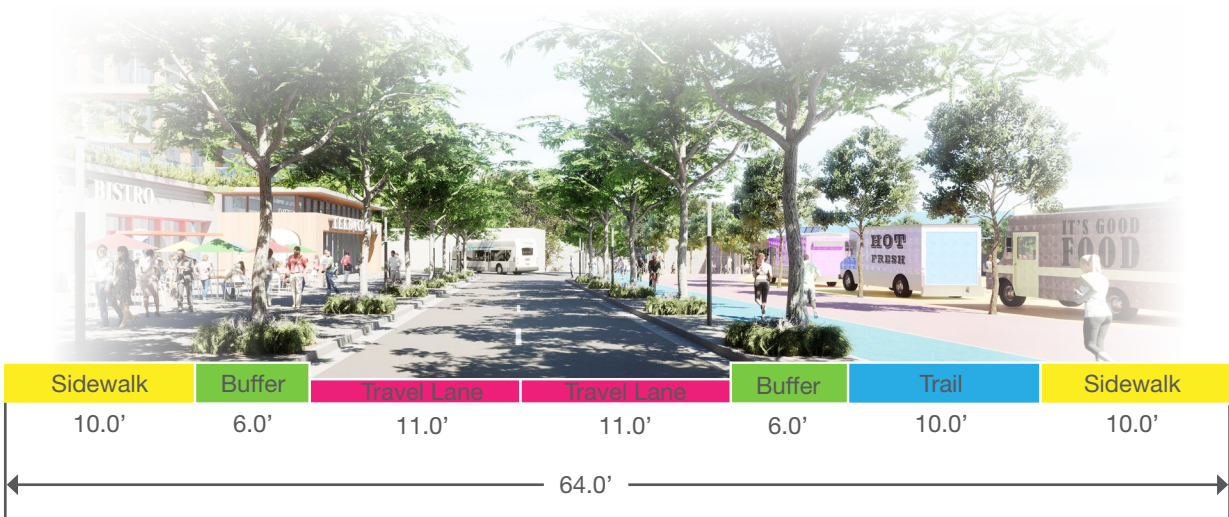 BISTRO
HOT
FRESH
IT'S GOOD
FOOD
Sidewalk
Buffer
Travel Lane
Travel Lane
Buffer
Trail
Sidewalk
10.0’
6.0’
11.0’
11.0’
6.0’
10.0’
10.0’
64.0’